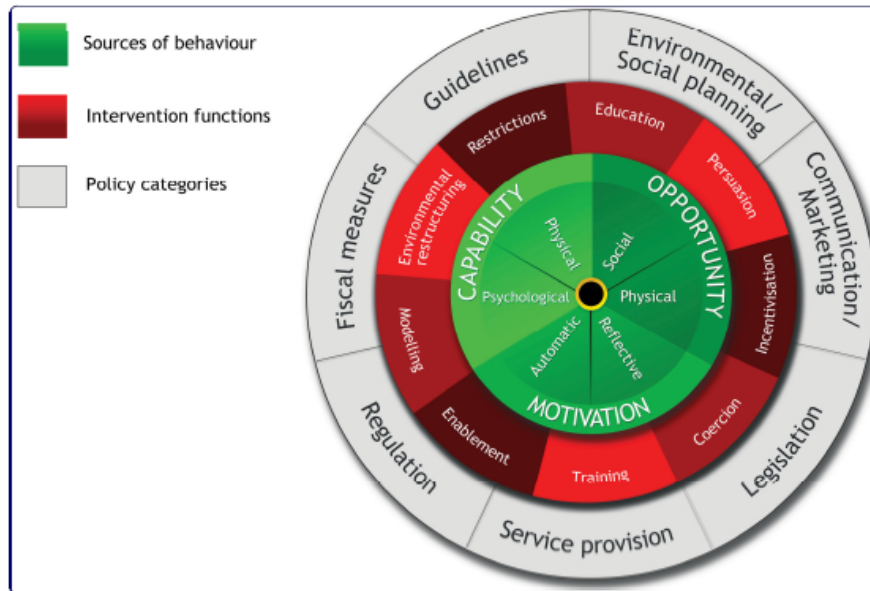 Sources of behaviour
Intervention functions
Policy categories
Guidelines
Environmental/
Social planning
Communication/
Marketing
Legislation
Service provision
Regulation
Fiscal measures
Restrictions
Education
Persuasion
Incentivisation
Coercion
Training
Enablement
Modelling
Environmental
restructuring
CAPABILITY
OPPORTUNITY
MOTIVATION
Physical
Social
Physical
Reflective
Automatic
Psychological